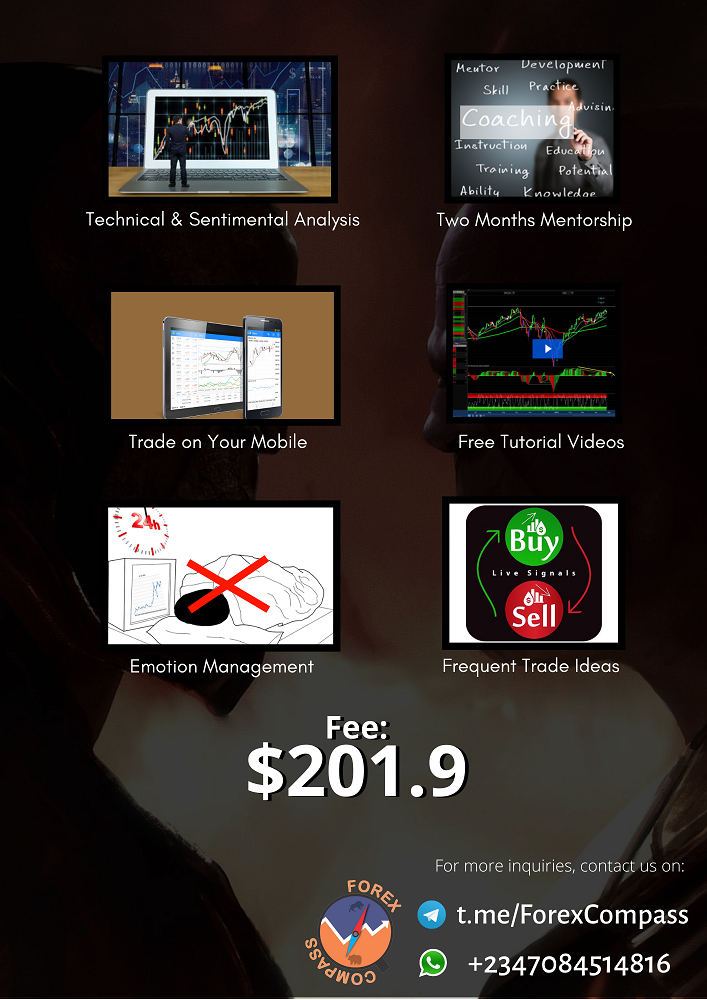 Mentor Development
Skill Practice
Coaching
Instruction Education
Training Potential
Ability Knowledge
Technical & Sentimental Analysis
Two Months Mentorship
Trade on Your Mobile
Free Tutorial Videos
24h
Buy
Live Signals
Sell
Emotion Management
Frequent Trade Ideas
Fee:
$201.9
For more inquiries, contact us on:
FOREX
COMPASS
t.me/ForexCompass
+2347084514816